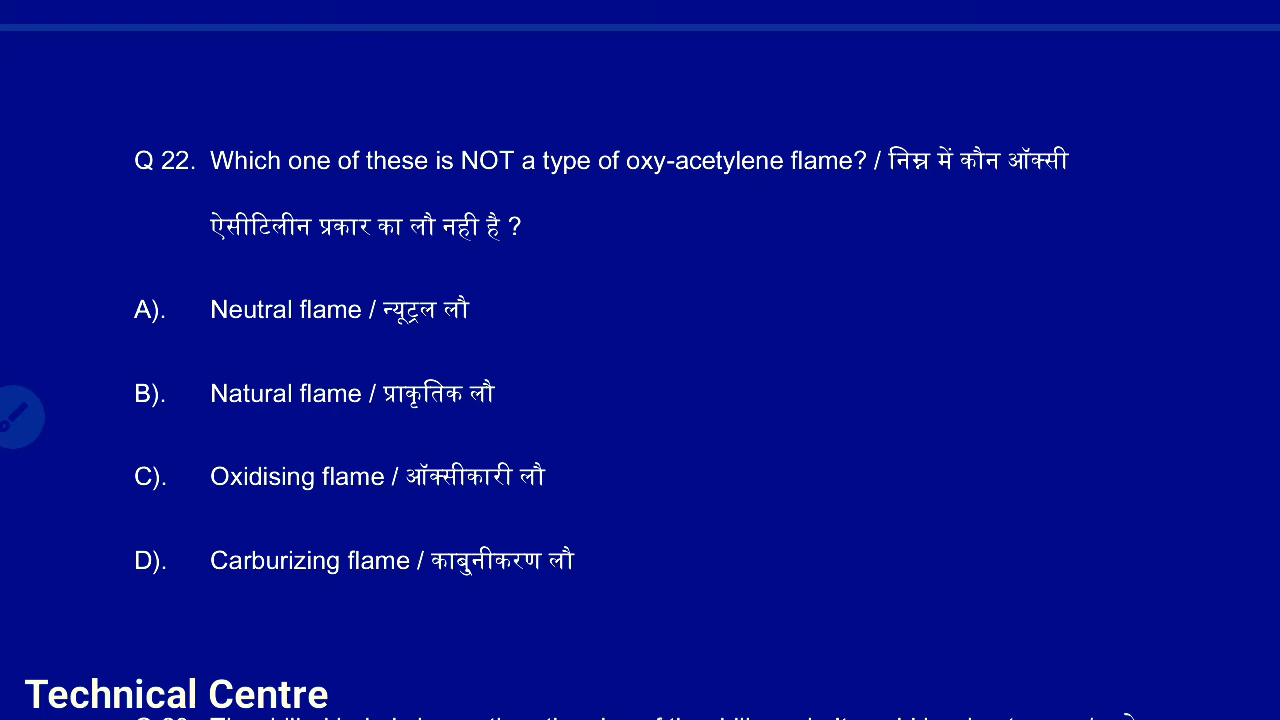 Q 22. Which one of these is NOT a type of oxy-acetylene flame? / निम्न में कौन ऑक्सी
ऐसीटिलीन प्रकार का लौ नही है ?
A). Neutral flame / न्यूट्रल लौ
B). Natural flame / प्राकृतिक लौ
C). Oxidising flame / ऑक्सीकारी लौ
D). Carburizing flame / काबु्नीकरण लौ
Technical Centre